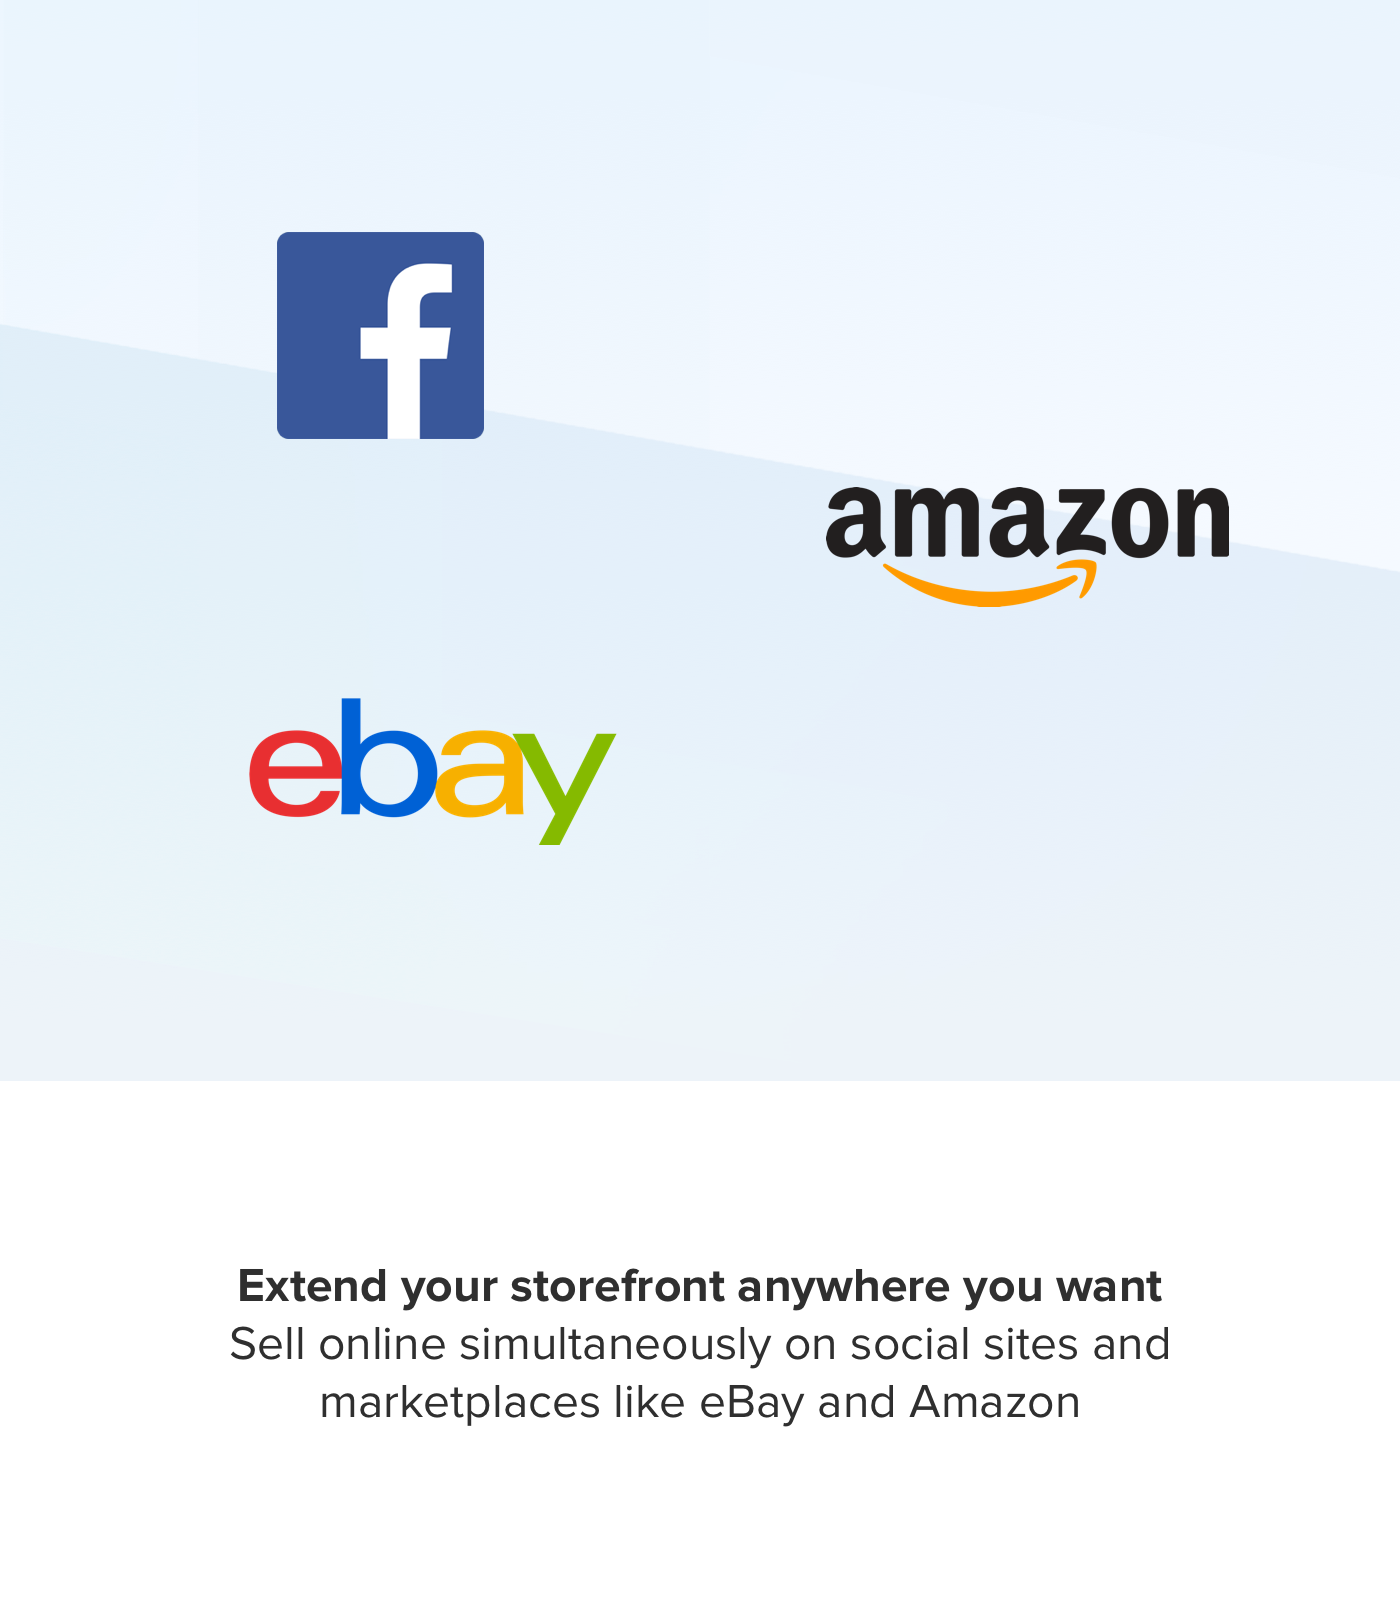 f
amazon
ebay
Extend your storefront anywhere you want
Sell online simultaneously on social sites and
marketplaces like eBay and Amazon